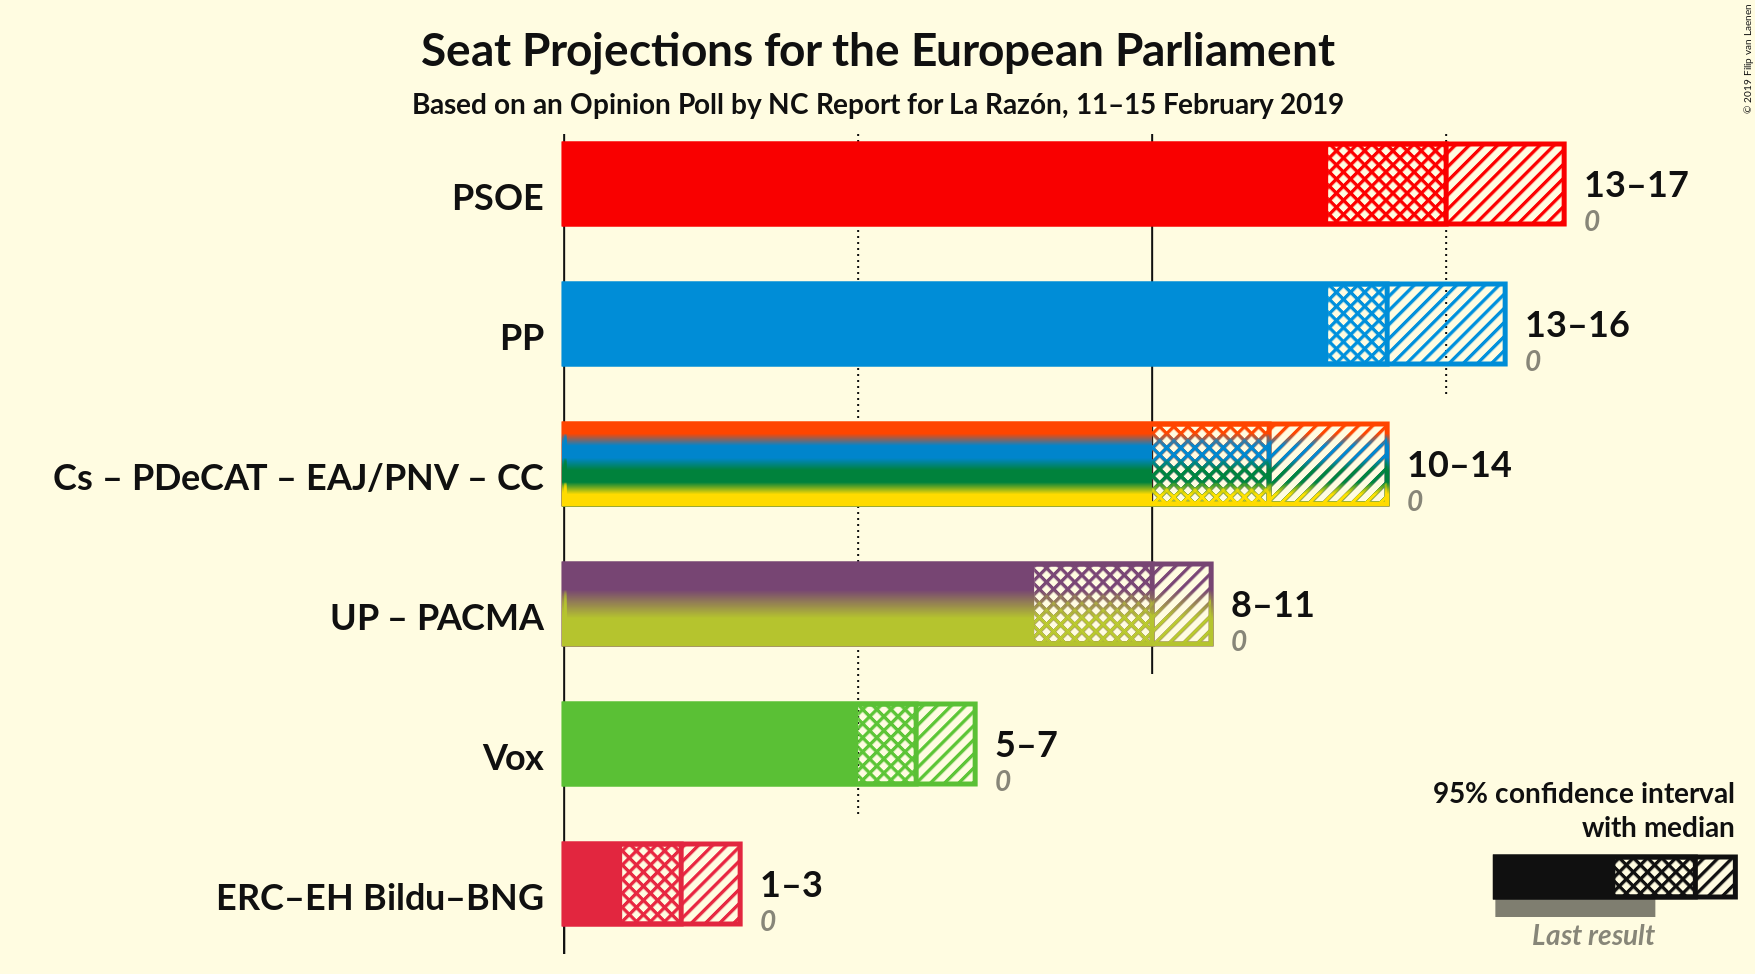 Seat Projections for the European Parliament
Based on an Opinion Poll by NC Report for La Razón, 11–15 February 2019
© 2019 Filip van Laenen
PSOE
13–17
0
PP
13–16
0
Cs – PDeCAT – EAJ/PNV – CC
10–14
0
UP – PACMA
8–11
0
Vox
5–7
0
ERC–EH Bildu–BNG
1–3
0
95% confidence interval
with median
Last result